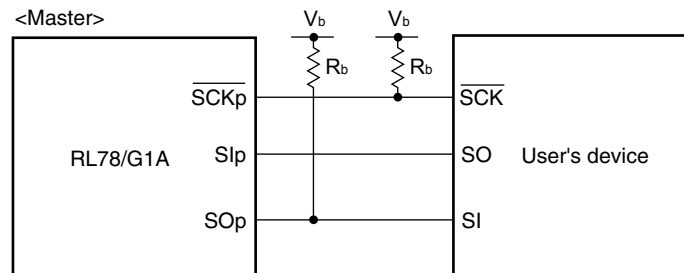 <Master>
Vb Vb
Rb Rb
SCKp SCK
RL78/G1A SIp SO User's device
SOp SI